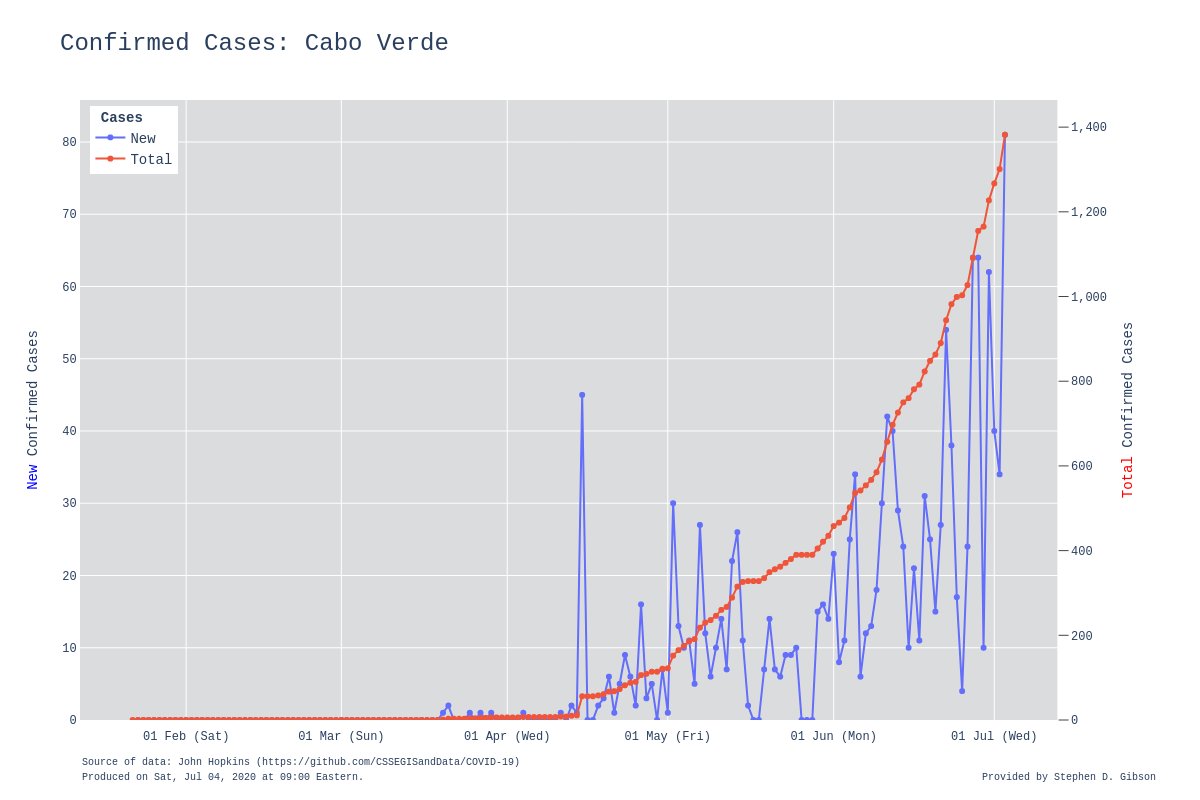 Confirmed Cases: Cabo Verde
Cases
New
Total
80
70
60
50
40
30
20
10
0
New Confirmed Cases
1,400
1,200
1,000
800
600
400
200
0
Total Confirmed Cases
01 Feb (Sat)
01 Mar (Sun)
01 Apr (Wed)
01 May (Fri)
01 Jun (Mon)
01 Jul (Wed)
Source of data: John Hopkins (https://github.com/CSSEGISandData/COVID-19)
Produced on Sat, Jul 04, 2020 at 09:00 Eastern.
Provided by Stephen D. Gibson